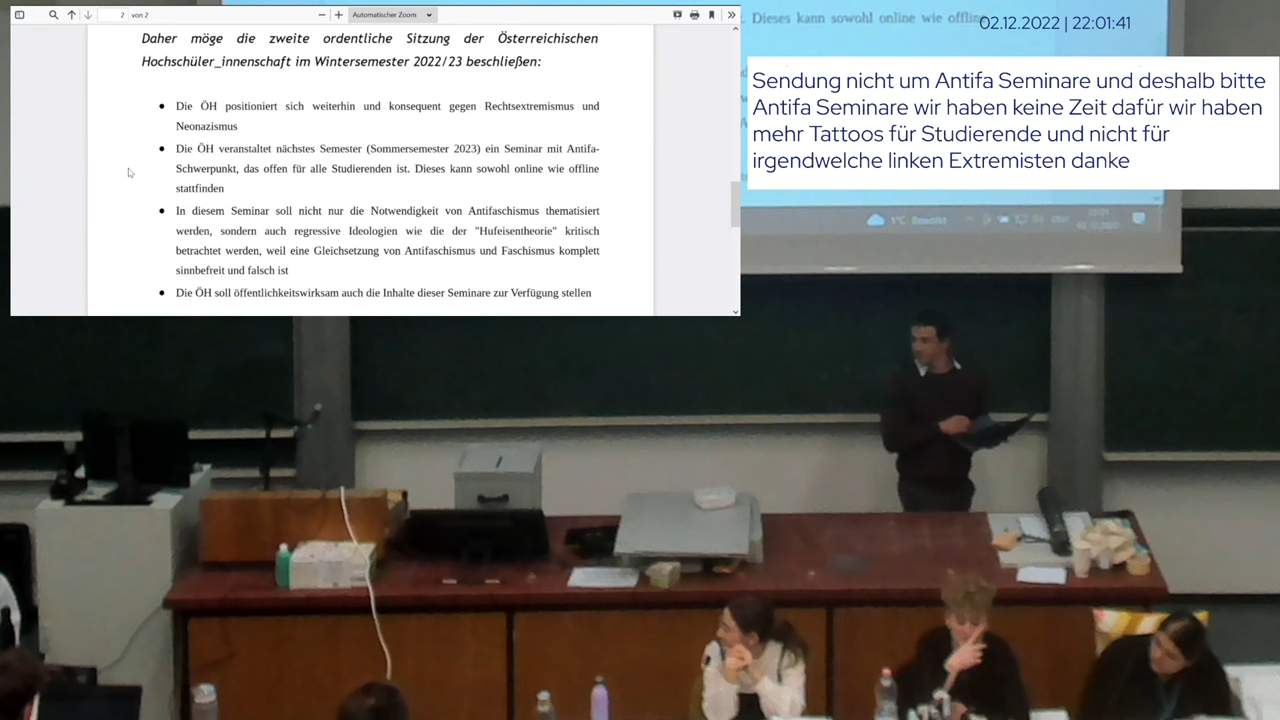 2 von 2 Automatischer Zoom
Daher möge die zweite ordentliche Sitzung der Österreichischen
Hochschüler_innenschaft im Wintersemester 2022/23 beschließen:
● Die ÖH positioniert sich weiterhin und konsequent gegen Rechtsextremismus und
Neonazismus
● Die ÖH veranstaltet nächstes Semester (Sommersemester 2023) ein Seminar mit Antifa-
Schwerpunkt, das offen für alle Studierenden ist. Dieses kann sowohl online wie offline
stattfinden
● In diesem Seminar soll nicht nur die Notwendigkeit von Antifaschismus thematisiert
werden, sondern auch regressive Ideologien wie die der "Hufeisentheorie" kritisch
betrachtet werden, weil eine Gleichsetzung von Antifaschismus und Faschismus komplett
sinnbefreit und falsch ist
● Die ÖH soll öffentlichkeitswirksam auch die Inhalte dieser Seminare zur Verfügung stellen
. Dieses kann sowohl online wie offline
02.12.2022 | 22:01:41
Sendung nicht um Antifa Seminare und deshalb bitte
Antifa Seminare wir haben keine Zeit dafür wir haben
mehr Tattoos für Studierende und nicht für
irgendwelche linken Extremisten danke
1°C Bewölkt